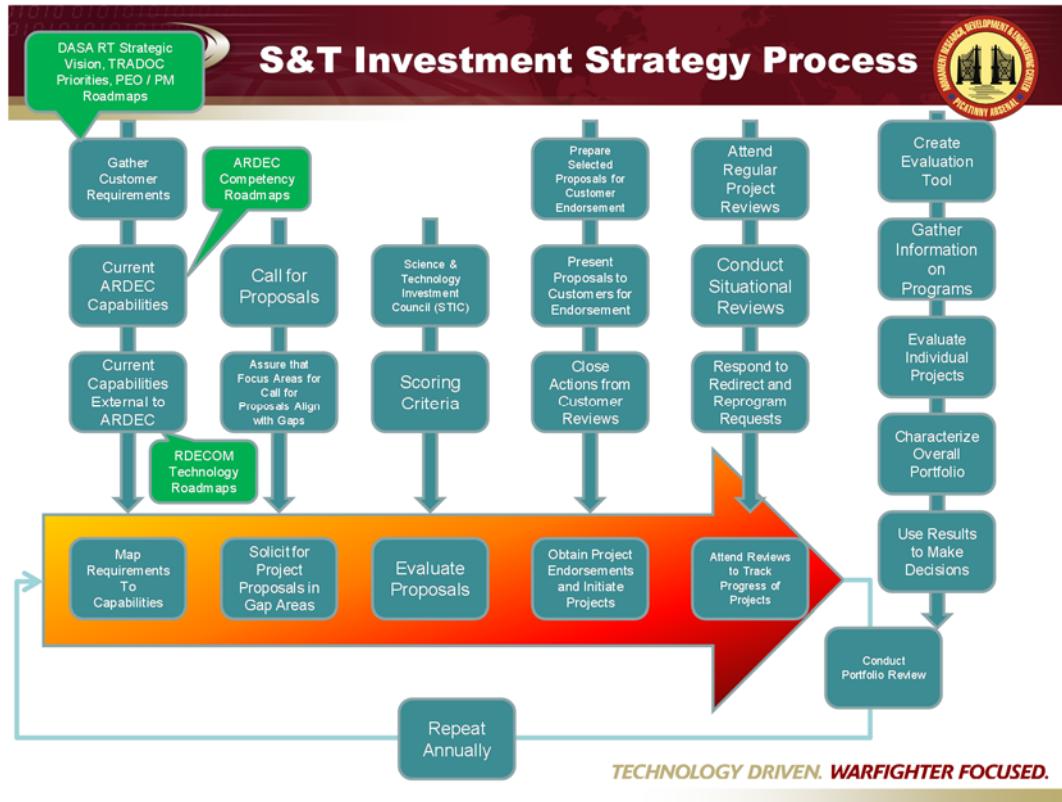 S&T Investment Strategy Process
ARMAMENT RESEARCH, DEVELOPMENT & ENGINEERING CENTER
PICATINNY ARSENAL
DASA RT Strategic
Vision, TRADOC
Priorities, PEO / PM
Roadmaps
Gather
Customer
Requirements
ARDEC
Competency
Roadmaps
Current
ARDEC
Capabilities
Current
Capabilities
External to
ARDEC
RDECOM
Technology
Roadmaps
Call for
Proposals
Assure that
Focus Areas for
Call for
Proposals Align
with Gaps
Science &
Technology
Investment
Council (STIC)
Scoring
Criteria
Prepare
Selected
Proposals for
Customer
Endorsement
Present
Proposals to
Customers for
Endorsement
Close
Actions from
Customer
Reviews
Attend
Regular
Project
Reviews
Conduct
Situational
Reviews
Respond to
Redirect and
Reprogram
Requests
Create
Evaluation
Tool
Gather
Information
on
Programs
Evaluate
Individual
Projects
Characterize
Overall
Portfolio
Use Results
to Make
Decisions
Map
Requirements
To
Capabilities
Solicit for
Project
Proposals in
Gap Areas
Evaluate
Proposals
Obtain Project
Endorsements
and Initiate
Projects
Attend Reviews
to Track
Progress of
Projects
Conduct
Portfolio Review
Repeat
Annually
TECHNOLOGY DRIVEN. WARFIGHTER FOCUSED.